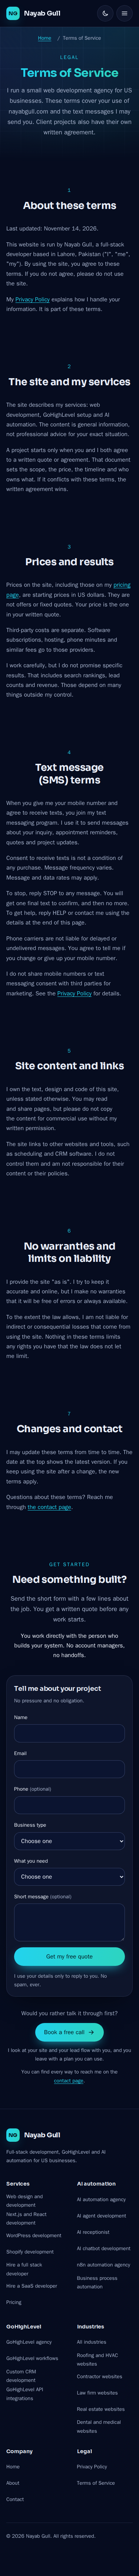 NG Nayab Gull
Home / Terms of Service
LEGAL
Terms of Service
I run a small web development agency for US
businesses. These terms cover your use of
nayabgull.com and the text messages I
send you. Client projects also have their own
written agreement.
1
About these terms
Last updated: November 14, 2026.
This website is run by Nayab Gull, a full-stack
developer based in Lahore, Pakistan ("I", "me",
"my"). By using the site, you agree to these
terms. If you do not agree, please do not use
the site.
My Privacy Policy explains how I handle your
information. It is part of these terms.
2
The site and my services
The site describes my services: web
development, GoHighLevel setup and AI
automation. The content is general information,
not professional advice for your exact situation.
A project starts only when you and I both agree
to a written quote or agreement. That document
sets the scope, the price, the timeline and who
owns what. If it conflicts with these terms, the
written agreement wins.
3
Prices and results
Prices on the site, including those on my pricing
page, are starting prices in US dollars. They are
not offers or fixed quotes. Your price is the one
in your written quote.
Third-party costs are separate. Software
subscriptions, hosting, phone minutes and
similar fees go to those providers.
I work carefully, but I do not promise specific
results. That includes search rankings, lead
counts and revenue. Those depend on many
things outside my control.
4
Text message
(SMS) terms
When you give me your mobile number and
agree to receive texts, you join my text
messaging program. I use it to send messages
about your inquiry, appointment reminders,
quotes and project updates.
Consent to receive texts is not a condition of
any purchase. Message frequency varies.
Message and data rates may apply.
To stop, reply STOP to any message. You will
get one final text to confirm, and then no more.
To get help, reply HELP or contact me using the
details at the end of this page.
Phone carriers are not liable for delayed or
undelivered messages. You agree to tell me if
you change or give up your mobile number.
I do not share mobile numbers or text
messaging consent with third parties for
marketing. See the Privacy Policy for details.
5
Site content and links
I own the text, design and code of this site,
unless stated otherwise. You may read
and share pages, but please do not copy
the content for commercial use without my
written permission.
The site links to other websites and tools, such
as scheduling and CRM software. I do not
control them and am not responsible for their
content or their policies.
6
No warranties and
limits on liability
I provide the site "as is". I try to keep it
accurate and online, but I make no warranties
that it will be free of errors or always available.
To the extent the law allows, I am not liable for
indirect or consequential losses that come from
using the site. Nothing in these terms limits
any rights you have that the law does not let
me limit.
7
Changes and contact
I may update these terms from time to time. The
date at the top shows the latest version. If you
keep using the site after a change, the new
terms apply.
Questions about these terms? Reach me
through the contact page.
GET STARTED
Need something built?
Send the short form with a few lines about
the job. You get a written quote before any
work starts.
You work directly with the person who
builds your system. No account managers,
no handoffs.
Tell me about your project
No pressure and no obligation.
Name
Email
Phone (optional)
Business type
Choose one
What you need
Choose one
Short message (optional)
Get my free quote
I use your details only to reply to you. No
spam, ever.
Would you rather talk it through first?
Book a free call →
I look at your site and your lead flow with you, and you
leave with a plan you can use.
You can find every way to reach me on the
contact page.
NG Nayab Gull
Full-stack development, GoHighLevel and AI
automation for US businesses.
Services
Web design and
development
Next.js and React
development
WordPress development
Shopify development
Hire a full stack
developer
Hire a SaaS developer
Pricing
AI automation
AI automation agency
AI agent development
AI receptionist
AI chatbot development
n8n automation agency
Business process
automation
GoHighLevel
GoHighLevel agency
GoHighLevel workflows
Custom CRM
development
GoHighLevel API
integrations
Industries
All industries
Roofing and HVAC
websites
Contractor websites
Law firm websites
Real estate websites
Dental and medical
websites
Company
Home
About
Contact
Legal
Privacy Policy
Terms of Service
© 2026 Nayab Gull. All rights reserved.